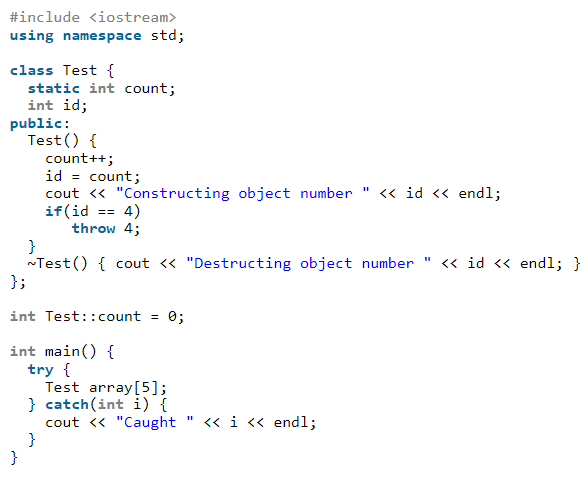 #include <iostream>
using namespace std;

class Test {
  static int count;
  int id;
public:
  Test() {
    count++;
    id = count;
    cout << "Constructing object number " << id << endl;
    if(id == 4)
       throw 4;
  }
  ~Test() { cout << "Destructing object number " << id << endl; }
};

int Test::count = 0;

int main() {
  try {
    Test array[5];
  } catch(int i) {
    cout << "Caught " << i << endl;
  }
}